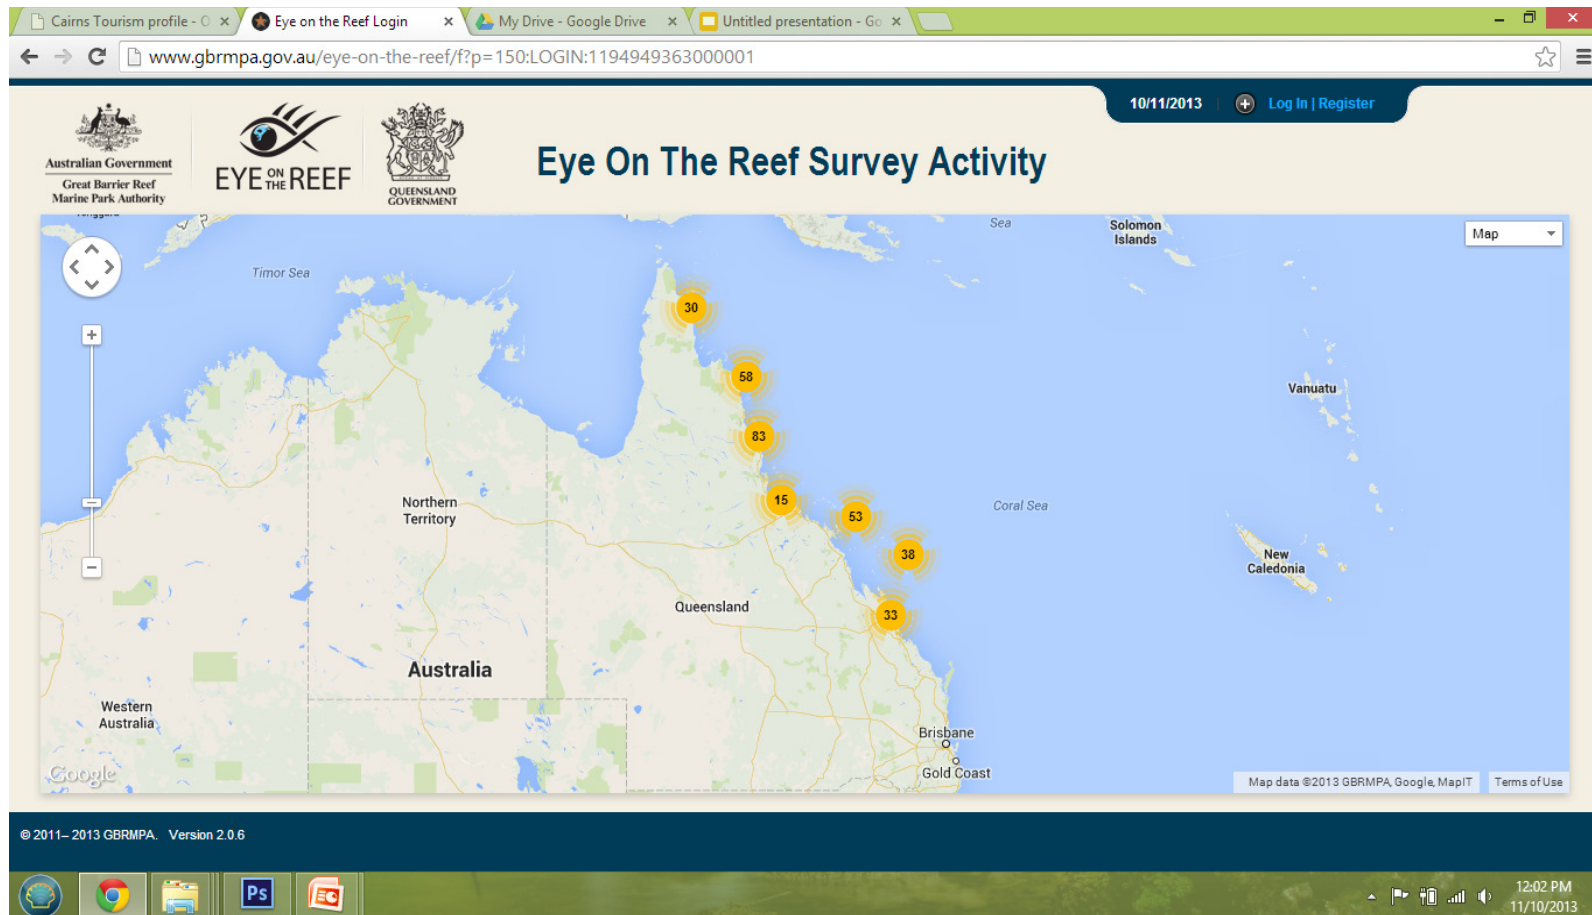 Cairns Tourism profile - O
Eye on the Reef Login
My Drive - Google Drive
Untitled presentation - Go
www.gbrmpa.gov.au/eye-on-the-reef/f?p=150:LOGIN:1194949363000001
10/11/2013
Log In | Register
Australian Government
Great Barrier Reef
Marine Park Authority
EYE ON THE REEF
QUEENSLAND
GOVERNMENT
Eye On The Reef Survey Activity
Map
Sea
Solomon
Islands
Timor Sea
30
58
Vanuatu
83
15
Northern
Territory
53
Coral Sea
38
New
Caledonia
Queensland
33
Australia
Western
Australia
Brisbane
Gold Coast
Google
Map data ©2013 GBRMPA, Google, MapIT
Terms of Use
© 2011– 2013 GBRMPA. Version 2.0.6
Ps
12:02 PM
11/10/2013